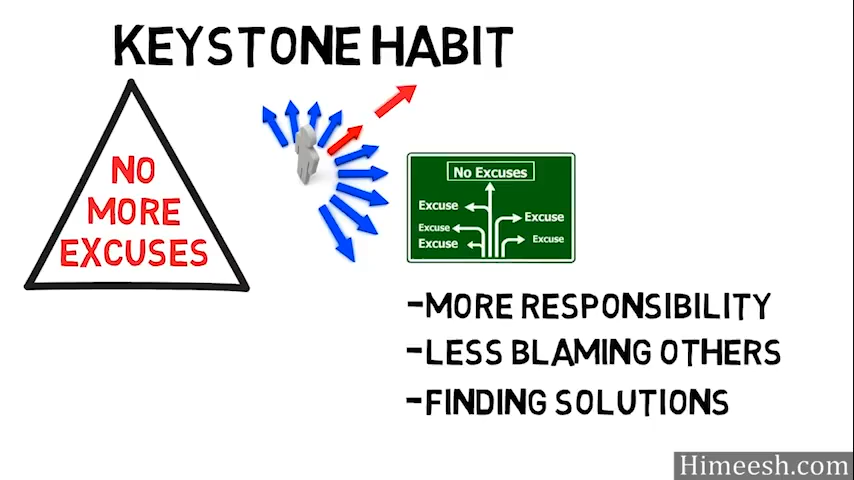 KEYSTONE HABIT
NO
MORE
EXCUSES
No Excuses
Excuse
Excuse
Excuse
Excuse
Excuse
-MORE RESPONSIBILITY
-LESS BLAMING OTHERS
-FINDING SOLUTIONS
Himeesh.com